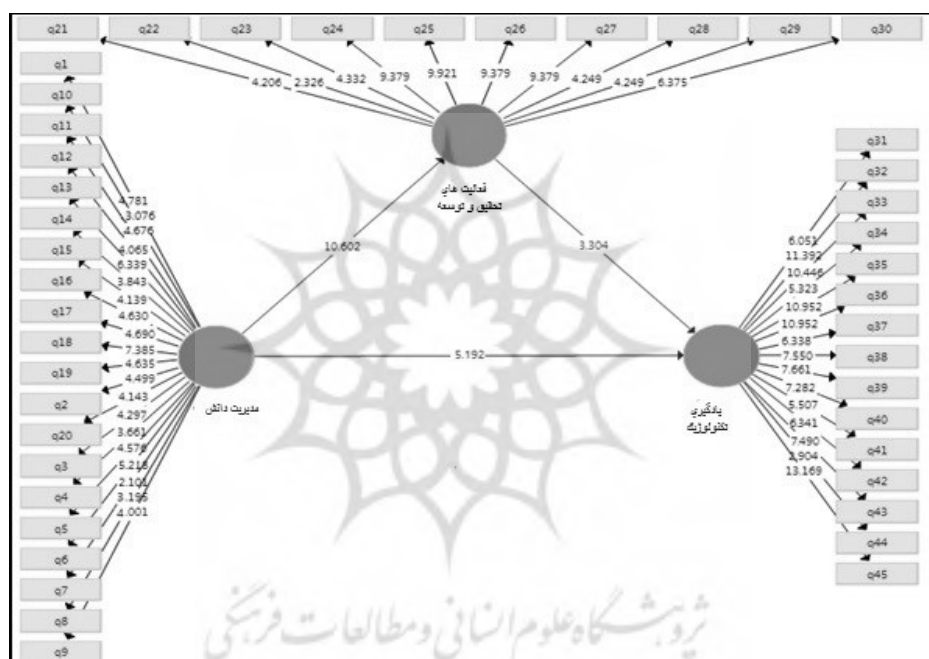 q21 q22 q23 q24 q25 q26 q27 q28 q29 q30
4.206 2.326 4.332 9.379 9.921 9.379 9.379 4.249 4.249 6.375
فعالیت های
تحقیق و توسعه
10.602
3.304
5.192
q1
q10
q11
q12
q13
q14
q15
q16
q17
q18
q19
q2
q20
q3
q4
q5
q6
q7
q8
q9
4.781
3.076
4.676
4.065
6.339
3.843
4.139
4.630
4.690
7.385
4.635
4.499
4.143
4.297
3.661
4.576
5.218
2.101
3.195
4.001
مدیریت دانش
q31
q32
q33
q34
q35
q36
q37
q38
q39
q40
q41
q42
q43
q44
q45
6.051
11.392
10.446
5.323
10.952
10.952
6.338
7.550
7.661
7.282
5.507
6.341
7.490
2.904
13.169
یادگیری
تکنولوژیک
پژوهشگاه علوم انسانی و مطالعات فرهنگی